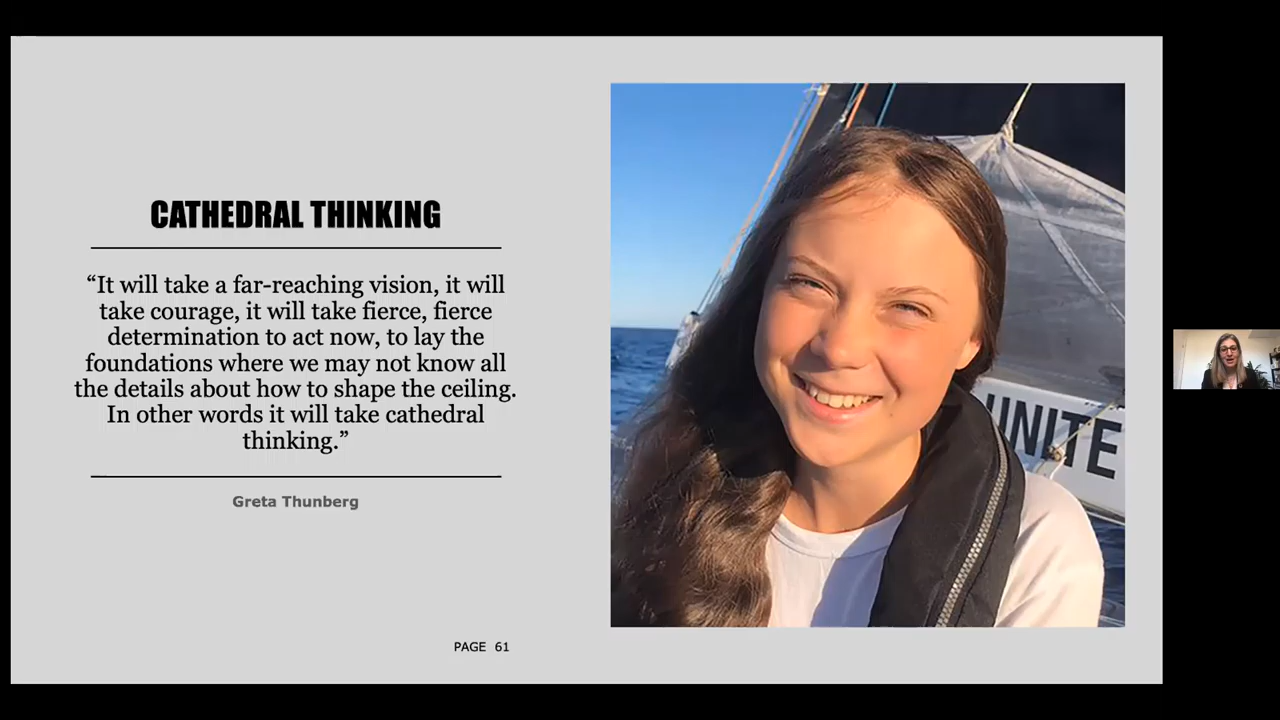 CATHEDRAL THINKING
“It will take a far-reaching vision, it will
take courage, it will take fierce, fierce
determination to act now, to lay the
foundations where we may not know all
the details about how to shape the ceiling.
In other words it will take cathedral
thinking.”
Greta Thunberg
PAGE 61
UNITE